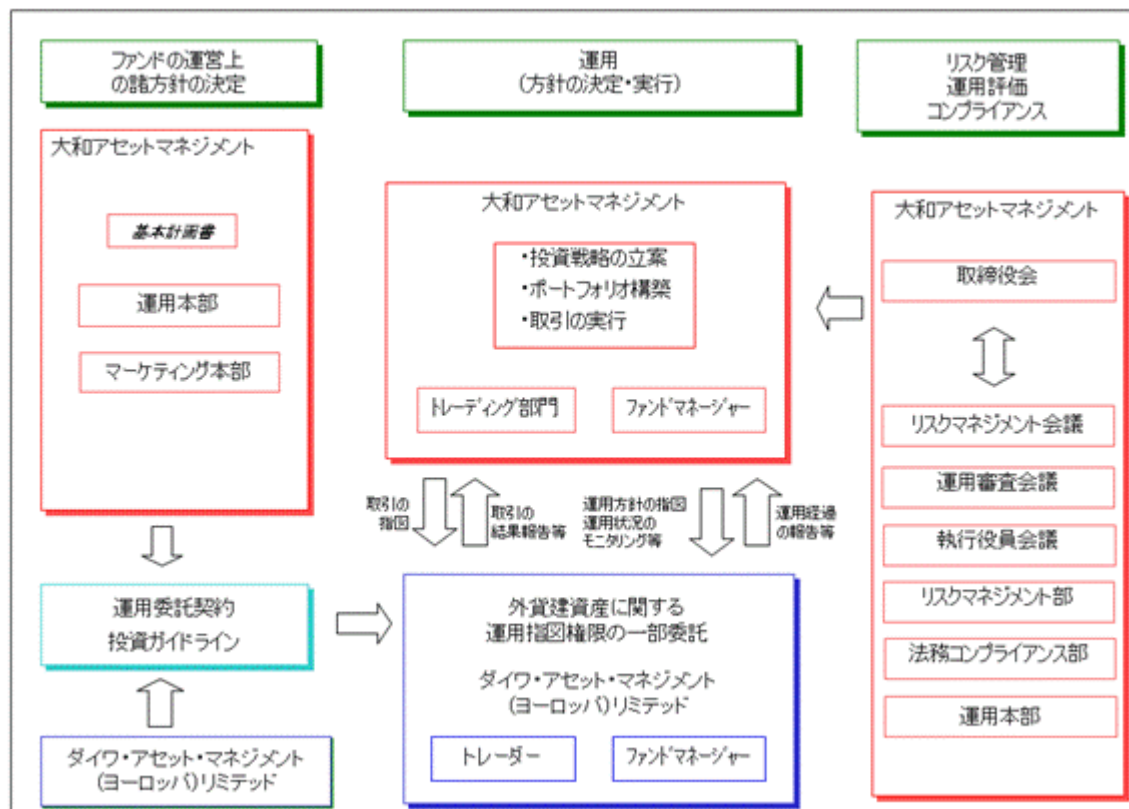 ファンドの運営上
の諸方針の決定
運用
(方針の決定・実行)
リスク管理
運用評価
コンプライアンス
大和アセットマネジメント
基本計画書
運用本部
マーケティング本部
大和アセットマネジメント
・投資戦略の立案
・ポートフォリオ構築
・取引の実行
トレーディング部門
ファンドマネージャー
大和アセットマネジメント
取締役会
リスクマネジメント会議
運用審査会議
執行役員会議
リスクマネジメント部
法務コンプライアンス部
運用本部
取引の
指図
取引の
結果報告等
運用方針の指図
運用状況の
モニタリング等
運用経過
の報告等
運用委託契約
投資ガイドライン
外貨建資産に関する
運用指図権限の一部委託
ダイワ・アセット・マネジメント
(ヨーロッパ)リミテッド
トレーダー
ファンドマネージャー
ダイワ・アセット・マネジメント
(ヨーロッパ)リミテッド